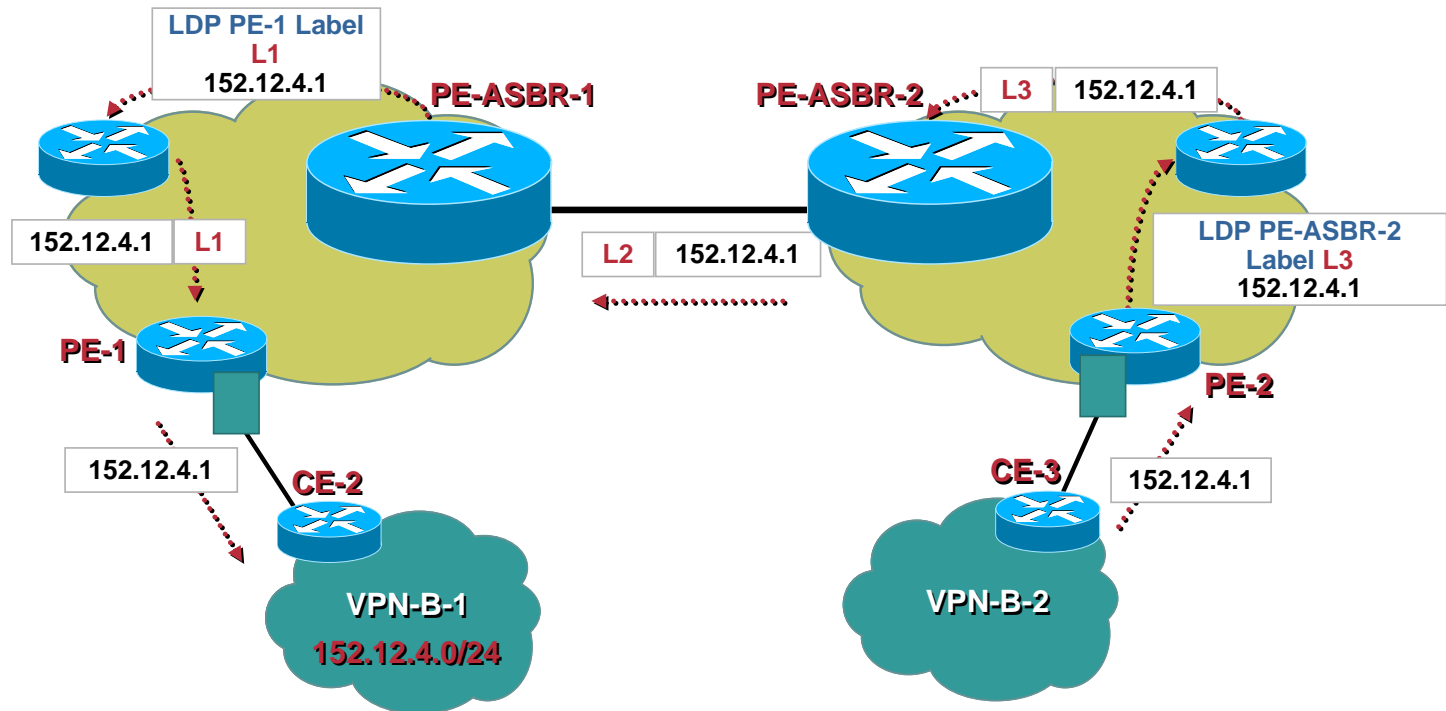 LDP PE-1 Label
L1
152.12.4.1
PE-ASBR-1
PE-ASBR-2
L3 152.12.4.1
152.12.4.1 L1
L2 152.12.4.1
LDP PE-ASBR-2
Label L3
152.12.4.1
PE-1
PE-2
152.12.4.1
CE-2
CE-3
152.12.4.1
VPN-B-1
152.12.4.0/24
VPN-B-2